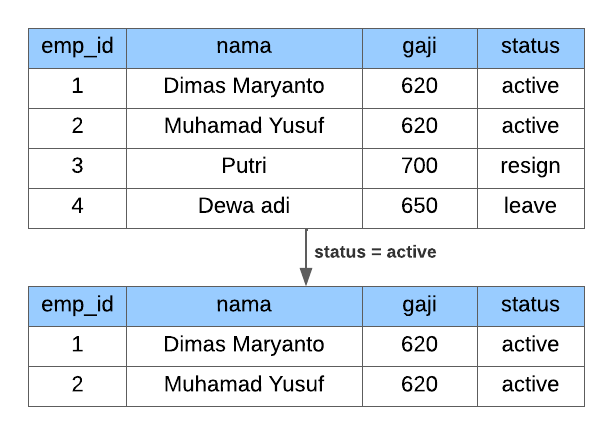 emp_id nama gaji status
1 Dimas Maryanto 620 active
2 Muhamad Yusuf 620 active
3 Putri 700 resign
4 Dewa adi 650 leave
status = active
emp_id nama gaji status
1 Dimas Maryanto 620 active
2 Muhamad Yusuf 620 active